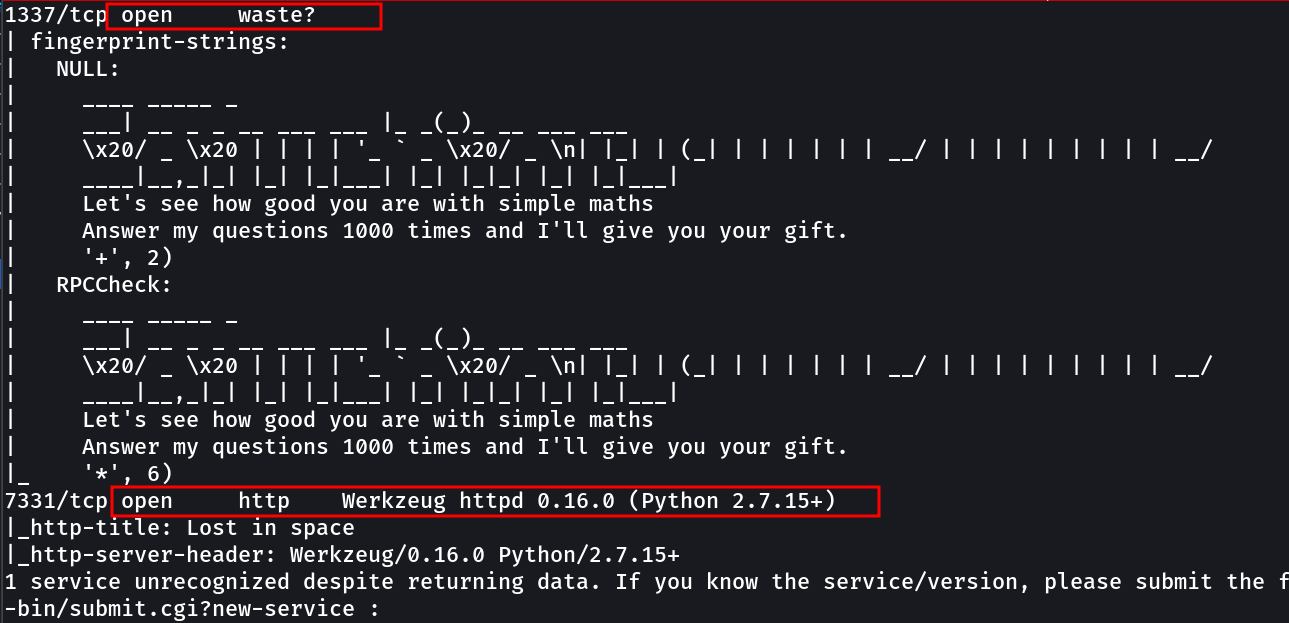 1337/tcp open     waste?
| fingerprint-strings:
|   NULL:
|
|     ____ _____ _
|     ___| __ _ _ __ ___ ___ |_ _(_)_ __ ___ ___
|     \x20/ _ \x20 | | | | '_ ` _ \x20/ _ \n| |_| | (_| | | | | | | __/ | | | | | | | | | __/
|     ____|__,_|_| |_| |_|___| |_| |_|_| |_| |_|___|
|     Let's see how good you are with simple maths
|     Answer my questions 1000 times and I'll give you your gift.
|     '+', 2)
|   RPCCheck:
|
|     ____ _____ _
|     ___| __ _ _ __ ___ ___ |_ _(_)_ __ ___ ___
|     \x20/ _ \x20 | | | | '_ ` _ \x20/ _ \n| |_| | (_| | | | | | | __/ | | | | | | | | | __/
|     ____|__,_|_| |_| |_|___| |_| |_|_| |_| |_|___|
|     Let's see how good you are with simple maths
|     Answer my questions 1000 times and I'll give you your gift.
|_    '*', 6)
7331/tcp open     http    Werkzeug httpd 0.16.0 (Python 2.7.15+)
|_http-title: Lost in space
|_http-server-header: Werkzeug/0.16.0 Python/2.7.15+
1 service unrecognized despite returning data. If you know the service/version, please submit the f
-bin/submit.cgi?new-service :